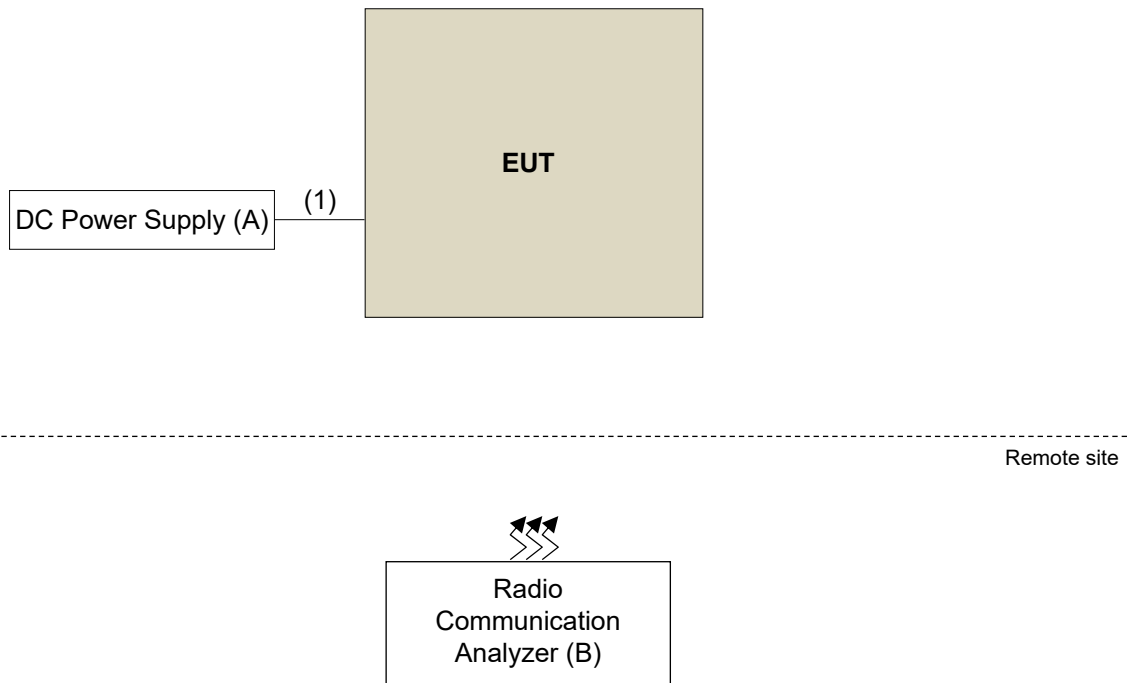 EUT
(1)
DC Power Supply (A)
Remote site
Radio
Communication
Analyzer (B)